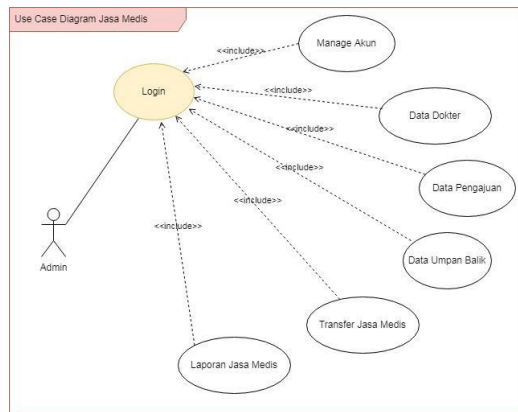 Use Case Diagram Jasa Medis
Manage Akun
<<include>>
Login
<<include>>
Data Dokter
<<include>>
Data Pengajuan
<<include>>
<<include>>
<<include>>
Data Umpan Balik
Admin
Transfer Jasa Medis
Laporan Jasa Medis